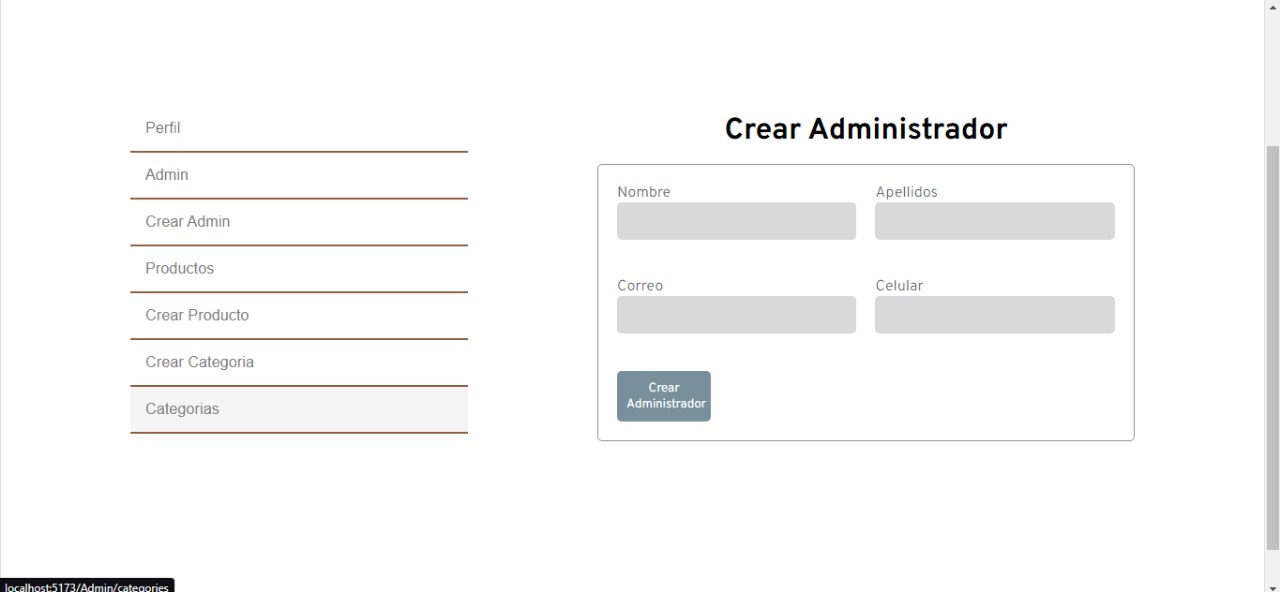 Perfil
Admin
Crear Admin
Productos
Crear Producto
Crear Categoria
Categorias
Crear Administrador
Nombre
Apellidos
Correo
Celular
Crear
Administrador
localhost:5173/Admin/categories